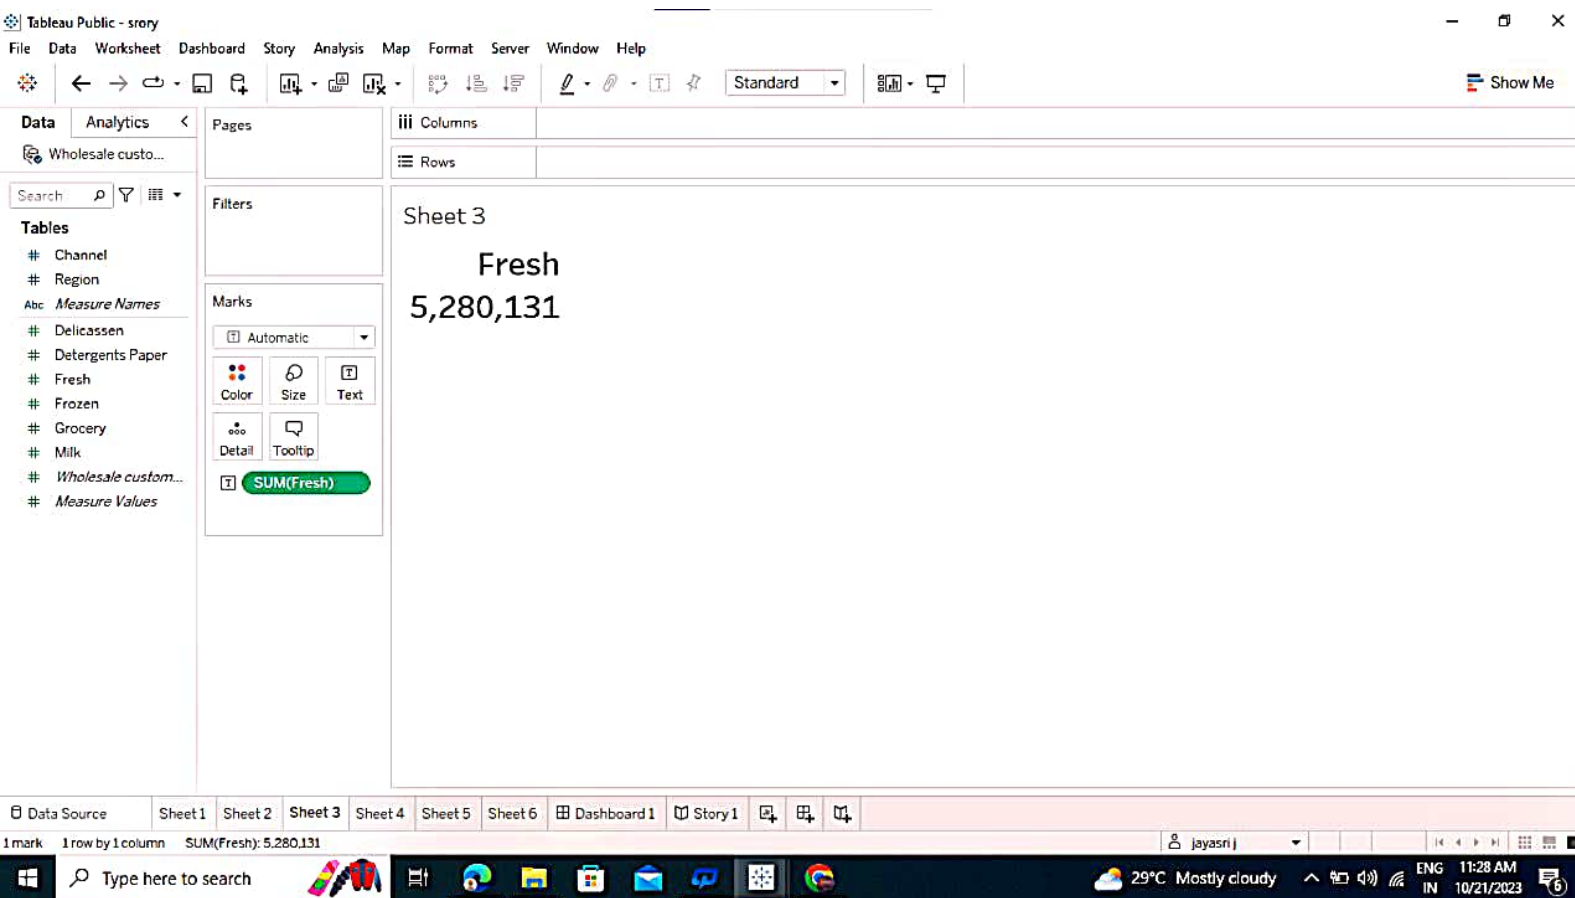 Tableau Public - srory
File Data Worksheet Dashboard Story Analysis Map Format Server Window Help
Standard
Show Me
Data Analytics
Pages
Columns
Wholesale custo...
Rows
Search
Filters
Tables
Sheet 3
Channel
Region
Abc Measure Names
Fresh
5,280,131
Marks
Delicassen
Automatic
Detergents Paper
Fresh
Color Size Text
Frozen
Grocery
Detail Tooltip
Milk
Wholesale custom...
SUM(Fresh)
Measure Values
Data Source Sheet 1 Sheet 2 Sheet 3 Sheet 4 Sheet 5 Sheet 6 Dashboard 1 Story 1
1 mark 1 row by 1 column SUM(Fresh): 5,280,131
jayasri j
Type here to search
29°C Mostly cloudy
ENG
IN
11:28 AM
10/21/2023
6